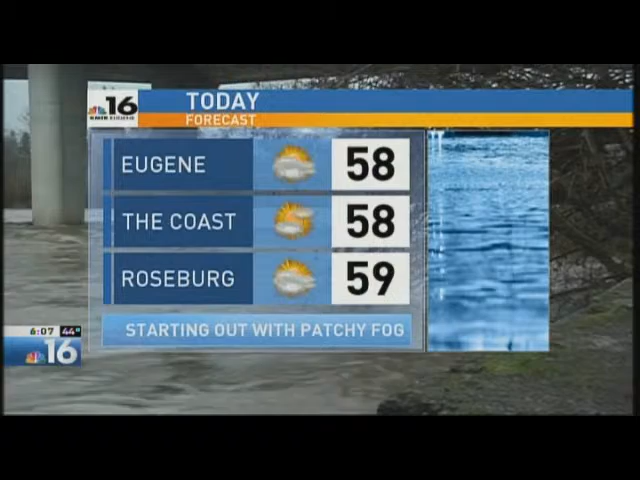 16
KMTR EUGENE
TODAY
FORECAST
EUGENE 58
THE COAST 58
ROSEBURG 59
STARTING OUT WITH PATCHY FOG
6:07 44°
16